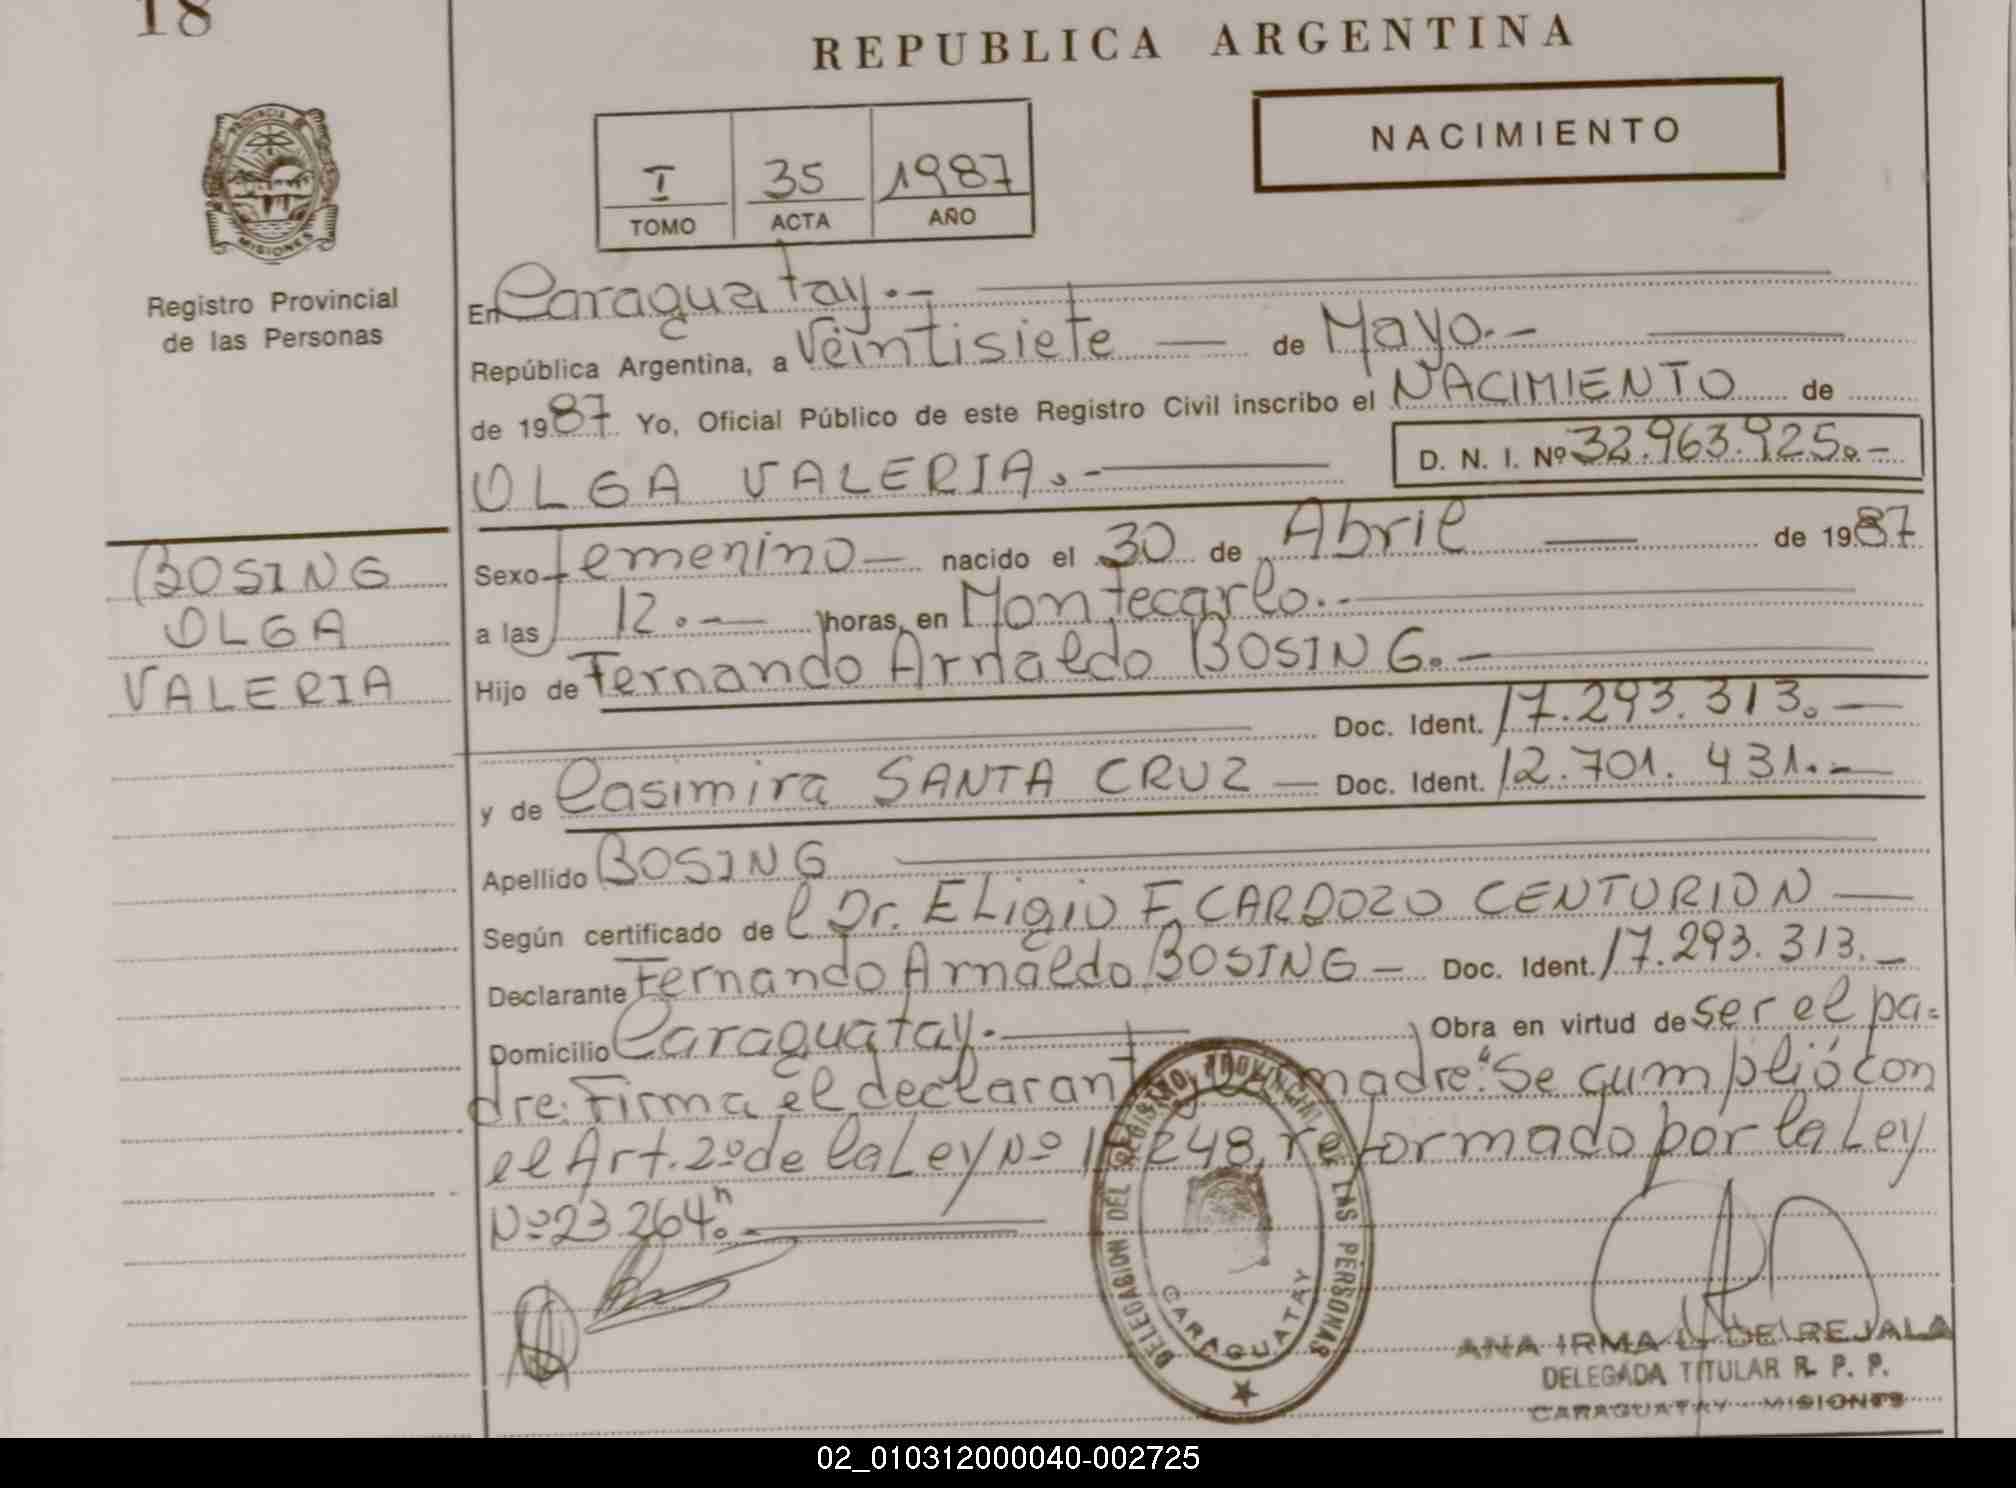 18
REPUBLICA ARGENTINA
NACIMIENTO
I 35 1987
TOMO ACTA AÑO
PROVINCIA DE
MISIONES
Registro Provincial
de las Personas
En Caraguatay.-
República Argentina, a Veintisiete — de Mayo.-
de 1987 Yo, Oficial Público de este Registro Civil inscribo el NACIMIENTO de
D. N. I. Nº 32.963.925.-
OLGA VALERIA.-
BOSING
OLGA
VALERIA
Sexo femenino — nacido el 30 de Abril — de 1987
a las 12.— horas, en Montecarlo.-
Hijo de Fernando Arnaldo BOSING.-
Doc. Ident. 17.293.313.—
y de Casimira SANTA CRUZ — Doc. Ident. 12.701.431.-
Apellido BOSING
Según certificado de l Dr. ELigio F. CARDOZO CENTURION —
Declarante Fernando Arnaldo BOSING — Doc. Ident. 17.293.313.-
Domicilio Caraguatay.— Obra en virtud de ser el pa=
dre. Firma el declarant madre. "Se cumplió con
el Art. 2º de la Ley Nº 248, reformado por la Ley
Nº 23.264."-
DELEGACION DEL REGISTRO PROVINCIAL DE LAS PERSONAS
CARAGUATAY
ANA IRMA L. DE REJALA
DELEGADA TITULAR R. P. P.
CARAGUATAY - MISIONES
02_010312000040-002725